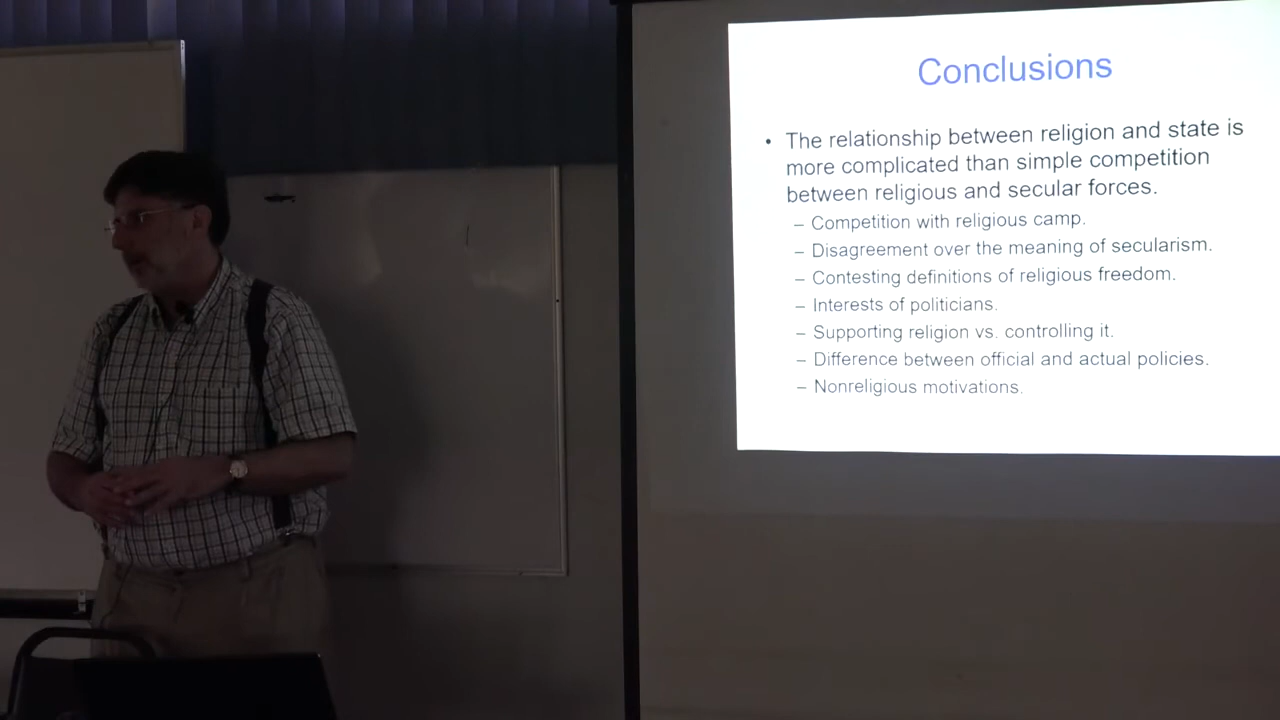 Conclusions
• The relationship between religion and state is
more complicated than simple competition
between religious and secular forces.
– Competition with religious camp.
– Disagreement over the meaning of secularism.
– Contesting definitions of religious freedom.
– Interests of politicians.
– Supporting religion vs. controlling it.
– Difference between official and actual policies.
– Nonreligious motivations.